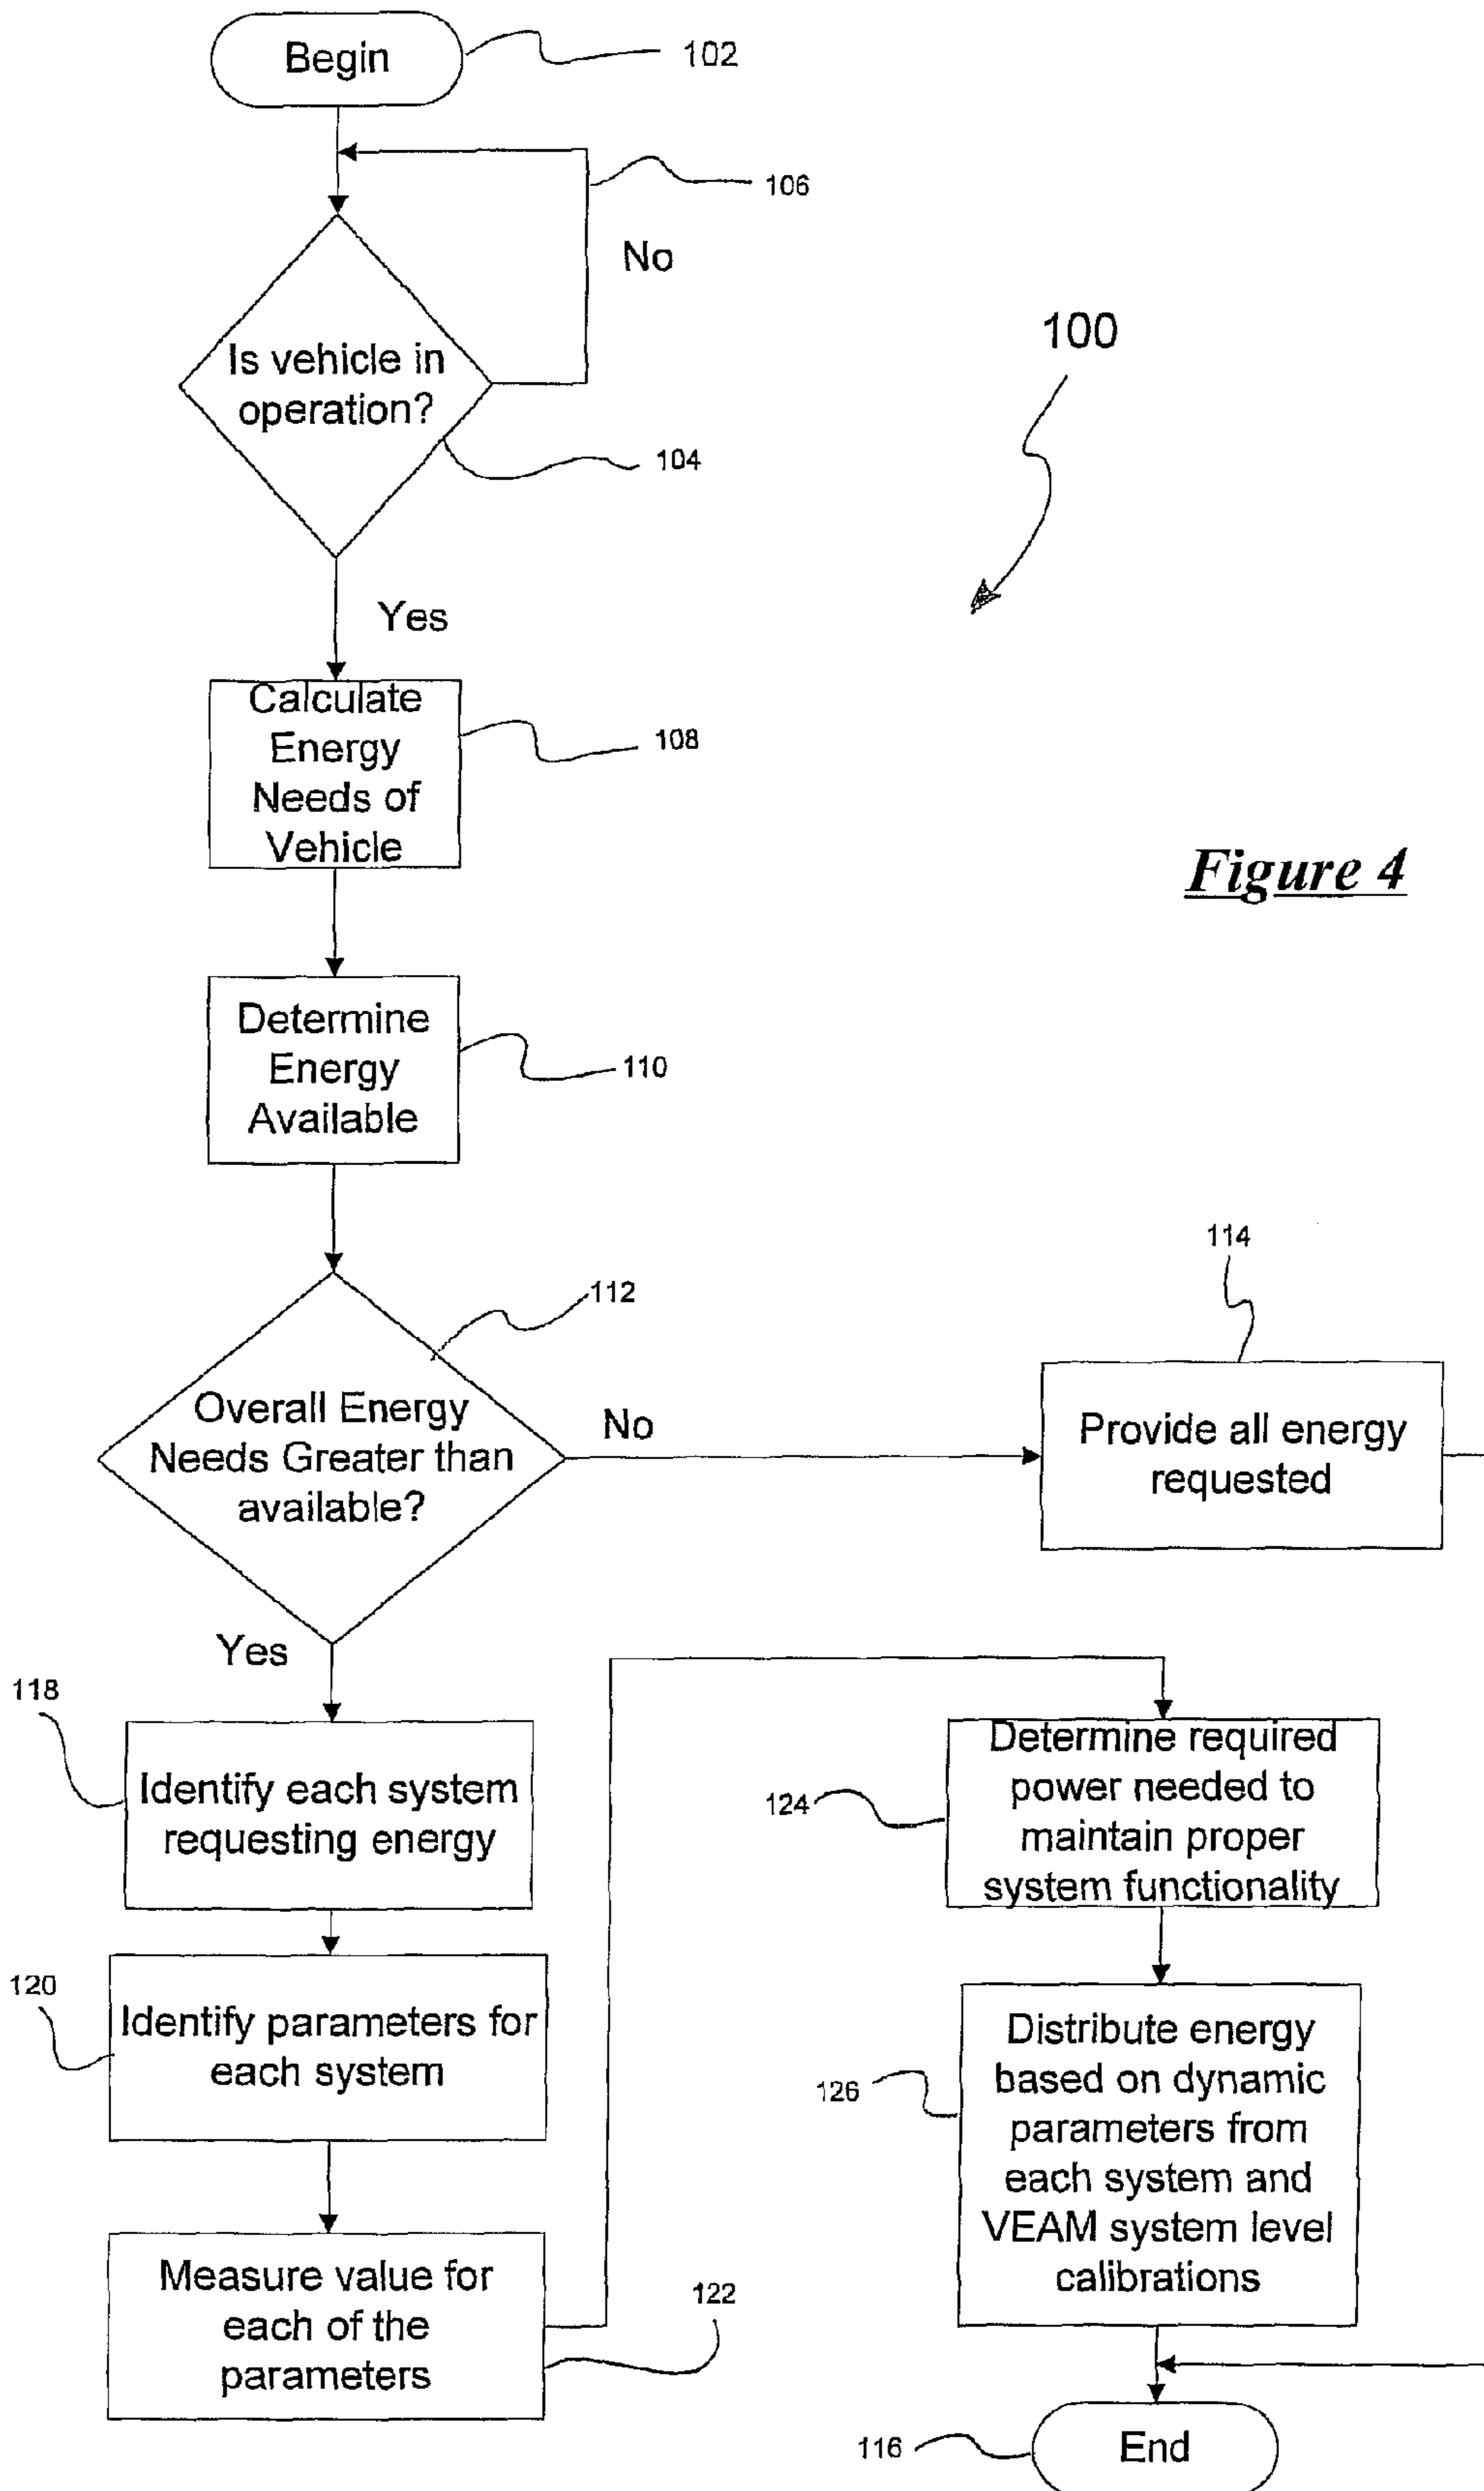 Begin
102
106
No
Is vehicle in
operation?
104
100
Yes
Calculate
Energy
Needs of
Vehicle
108
Figure 4
Determine
Energy
Available
110
112
Overall Energy
Needs Greater than
available?
No
114
Provide all energy
requested
Yes
118
Identify each system
requesting energy
120
Identify parameters for
each system
Measure value for
each of the
parameters
122
Determine required
power needed to
maintain proper
system functionality
124
Distribute energy
based on dynamic
parameters from
each system and
VEAM system level
calibrations
126
116
End